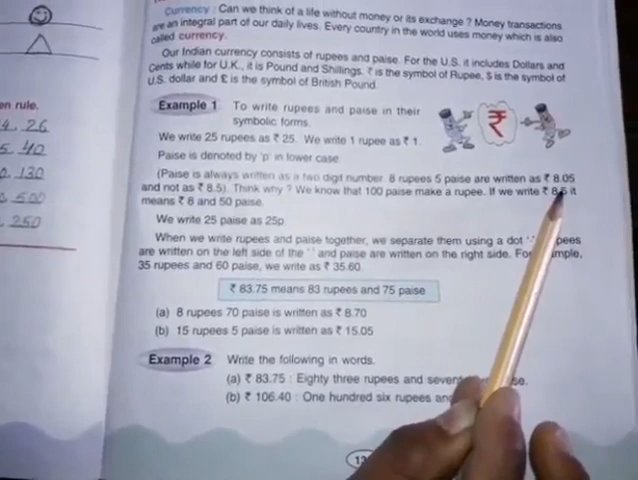 Currency : Can we think of a life without money or its exchange ? Money transactions
are an integral part of our daily lives. Every country in the world uses money which is also
called currency.
Our Indian currency consists of rupees and paise. For the U.S. it includes Dollars and
Cents while for U.K., it is Pound and Shillings. ₹ is the symbol of Rupee, $ is the symbol of
U.S. dollar and £ is the symbol of British Pound.
Example 1 To write rupees and paise in their
symbolic forms.
₹
We write 25 rupees as ₹ 25. We write 1 rupee as ₹ 1.
Paise is denoted by 'p' in lower case.
(Paise is always written as a two digit number. 8 rupees 5 paise are written as ₹ 8.05
and not as ₹ 8.5). Think why ? We know that 100 paise make a rupee. If we write ₹ 8.5 it
means ₹ 8 and 50 paise.
We write 25 paise as 25p
When we write rupees and paise together, we separate them using a dot '.'
are written on the left side of the '.' and paise are written on the right side.
35 rupees and 60 paise, we write as ₹ 35.60
₹ 83.75 means 83 rupees and 75 paise
(a) 8 rupees 70 paise is written as ₹ 8.70
(b) 15 rupees 5 paise is written as ₹ 15.05
Example 2 Write the following in words.
(a) ₹ 83.75 : Eighty three rupees and
(b) ₹ 106.40 : One hundred six rupees
en rule.
4.26
40
130
500
250